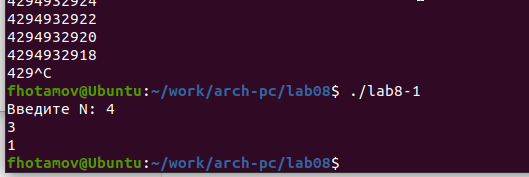 4294932924
4294932922
4294932920
4294932918
429^C
fhotamov@Ubuntu:~/work/arch-pc/lab08$ ./lab8-1
Введите N: 4
3
1
fhotamov@Ubuntu:~/work/arch-pc/lab08$